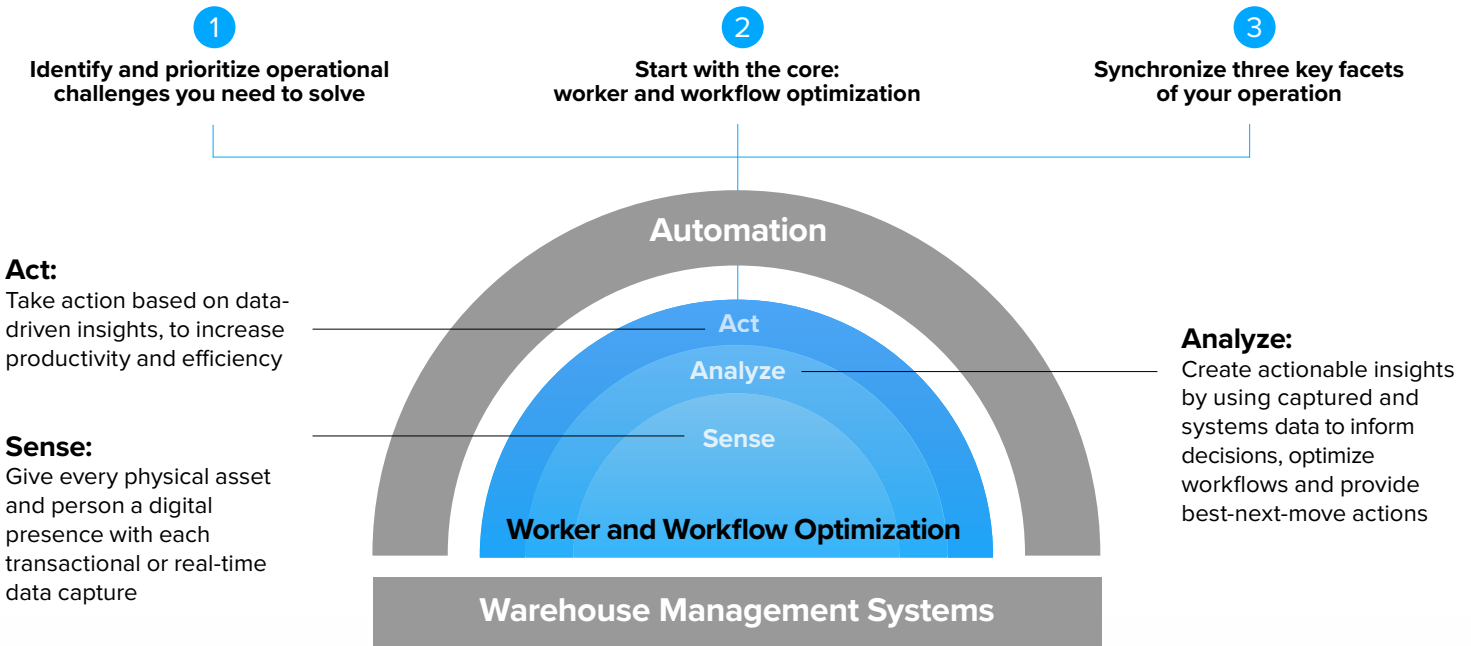 1
Identify and prioritize operational
challenges you need to solve
2
Start with the core:
worker and workflow optimization
3
Synchronize three key facets
of your operation
Automation
Act:
Take action based on data-
driven insights, to increase
productivity and efficiency
Sense:
Give every physical asset
and person a digital
presence with each
transactional or real-time
data capture
Act
Analyze
Sense
Worker and Workflow Optimization
Analyze:
Create actionable insights
by using captured and
systems data to inform
decisions, optimize
workflows and provide
best-next-move actions
Warehouse Management Systems